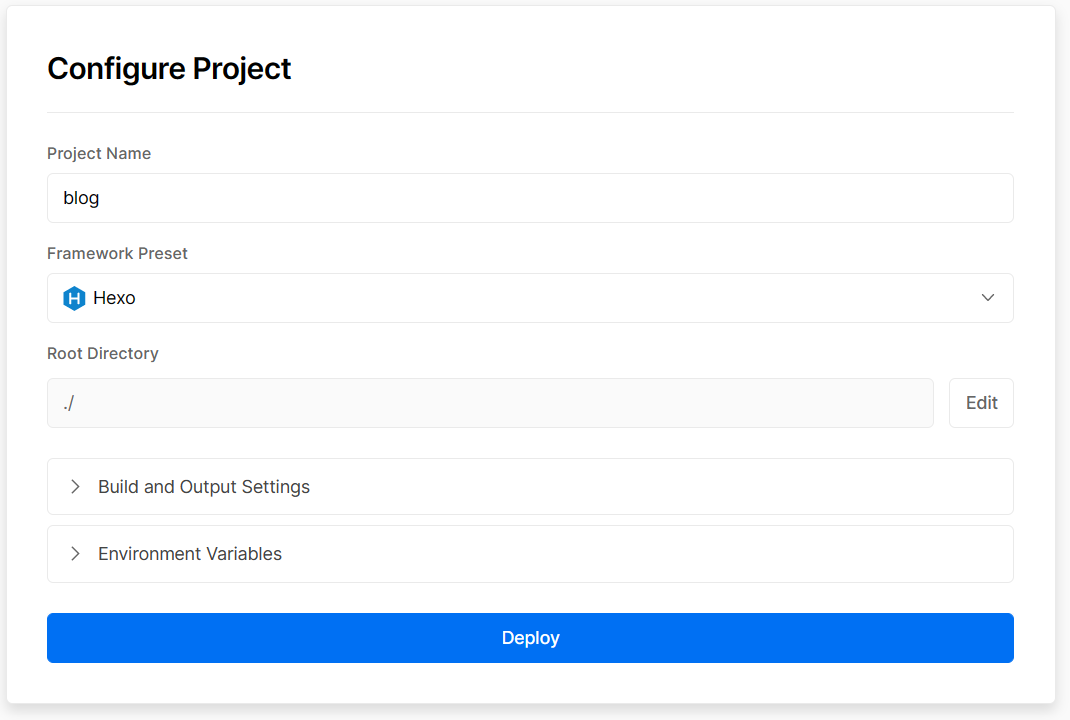 Configure Project
Project Name
blog
Framework Preset
H Hexo
Root Directory
./
Edit
Build and Output Settings
Environment Variables
Deploy